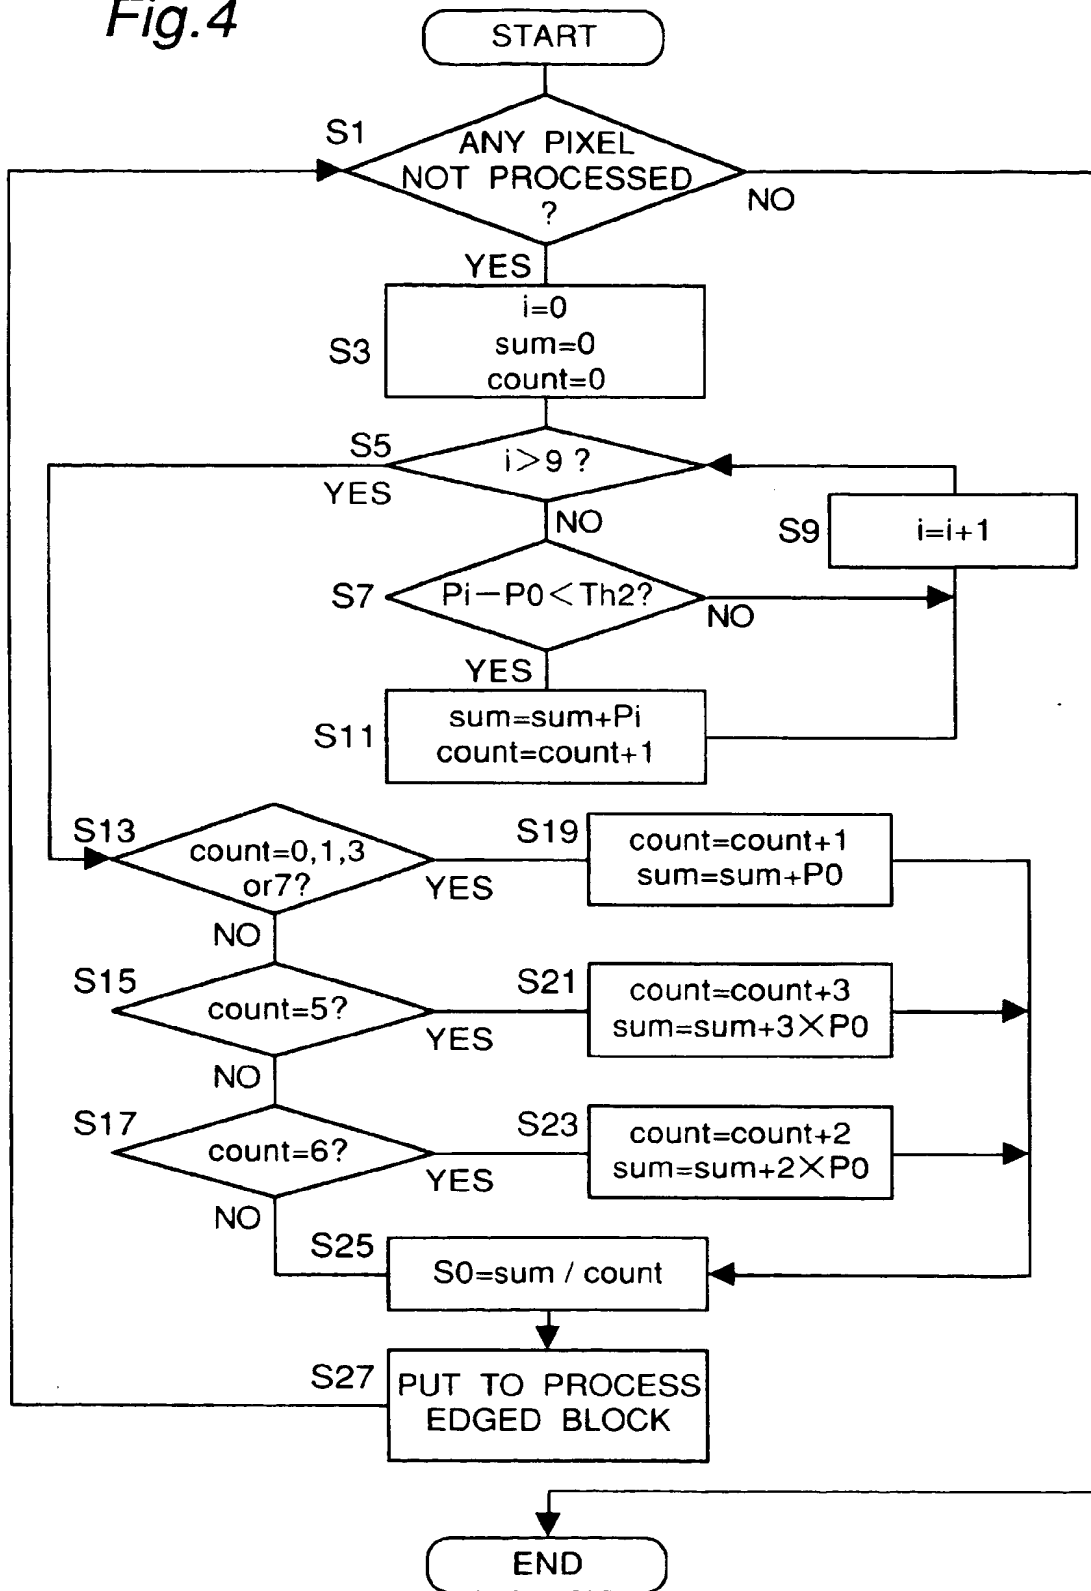 Fig.4
START
S1
ANY PIXEL
NOT PROCESSED
?
NO
YES
S3
i=0
sum=0
count=0
S5
i>9 ?
YES
NO
S9
i=i+1
S7
Pi−P0<Th2?
NO
YES
S11
sum=sum+Pi
count=count+1
S13
count=0,1,3
or7?
YES
NO
S19
count=count+1
sum=sum+P0
S15
count=5?
YES
NO
S21
count=count+3
sum=sum+3×P0
S17
count=6?
YES
NO
S23
count=count+2
sum=sum+2×P0
S25
S0=sum / count
S27
PUT TO PROCESS
EDGED BLOCK
END